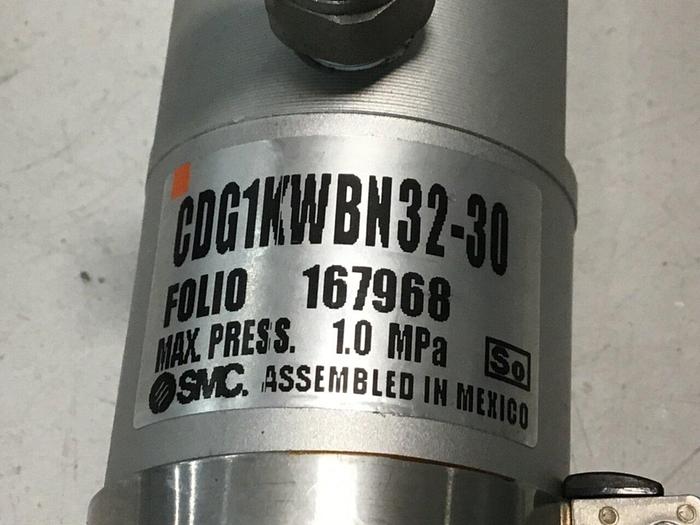 CDG1KWBN32-30
FOLIO 167968
MAX. PRESS. 1.0 MPa So
SMC. ASSEMBLED IN MEXICO